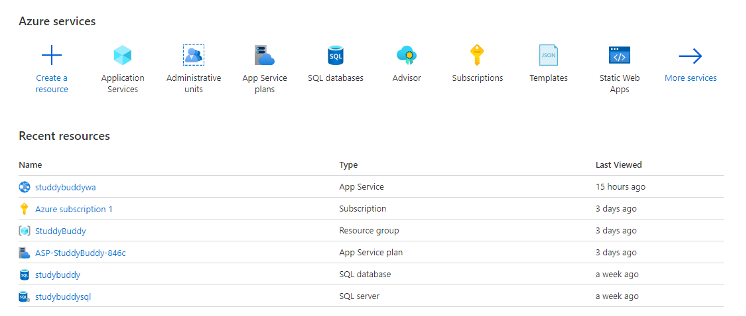 Azure services
Create a resource
Application Services
Administrative units
App Service plans
SQL databases
Advisor
Subscriptions
Templates
Static Web Apps
More services
Recent resources
Name Type Last Viewed
studdybuddywa App Service 15 hours ago
Azure subscription 1 Subscription 3 days ago
StuddyBuddy Resource group 3 days ago
ASP-StuddyBuddy-846c App Service plan 3 days ago
studybuddy SQL database a week ago
studybuddysql SQL server a week ago